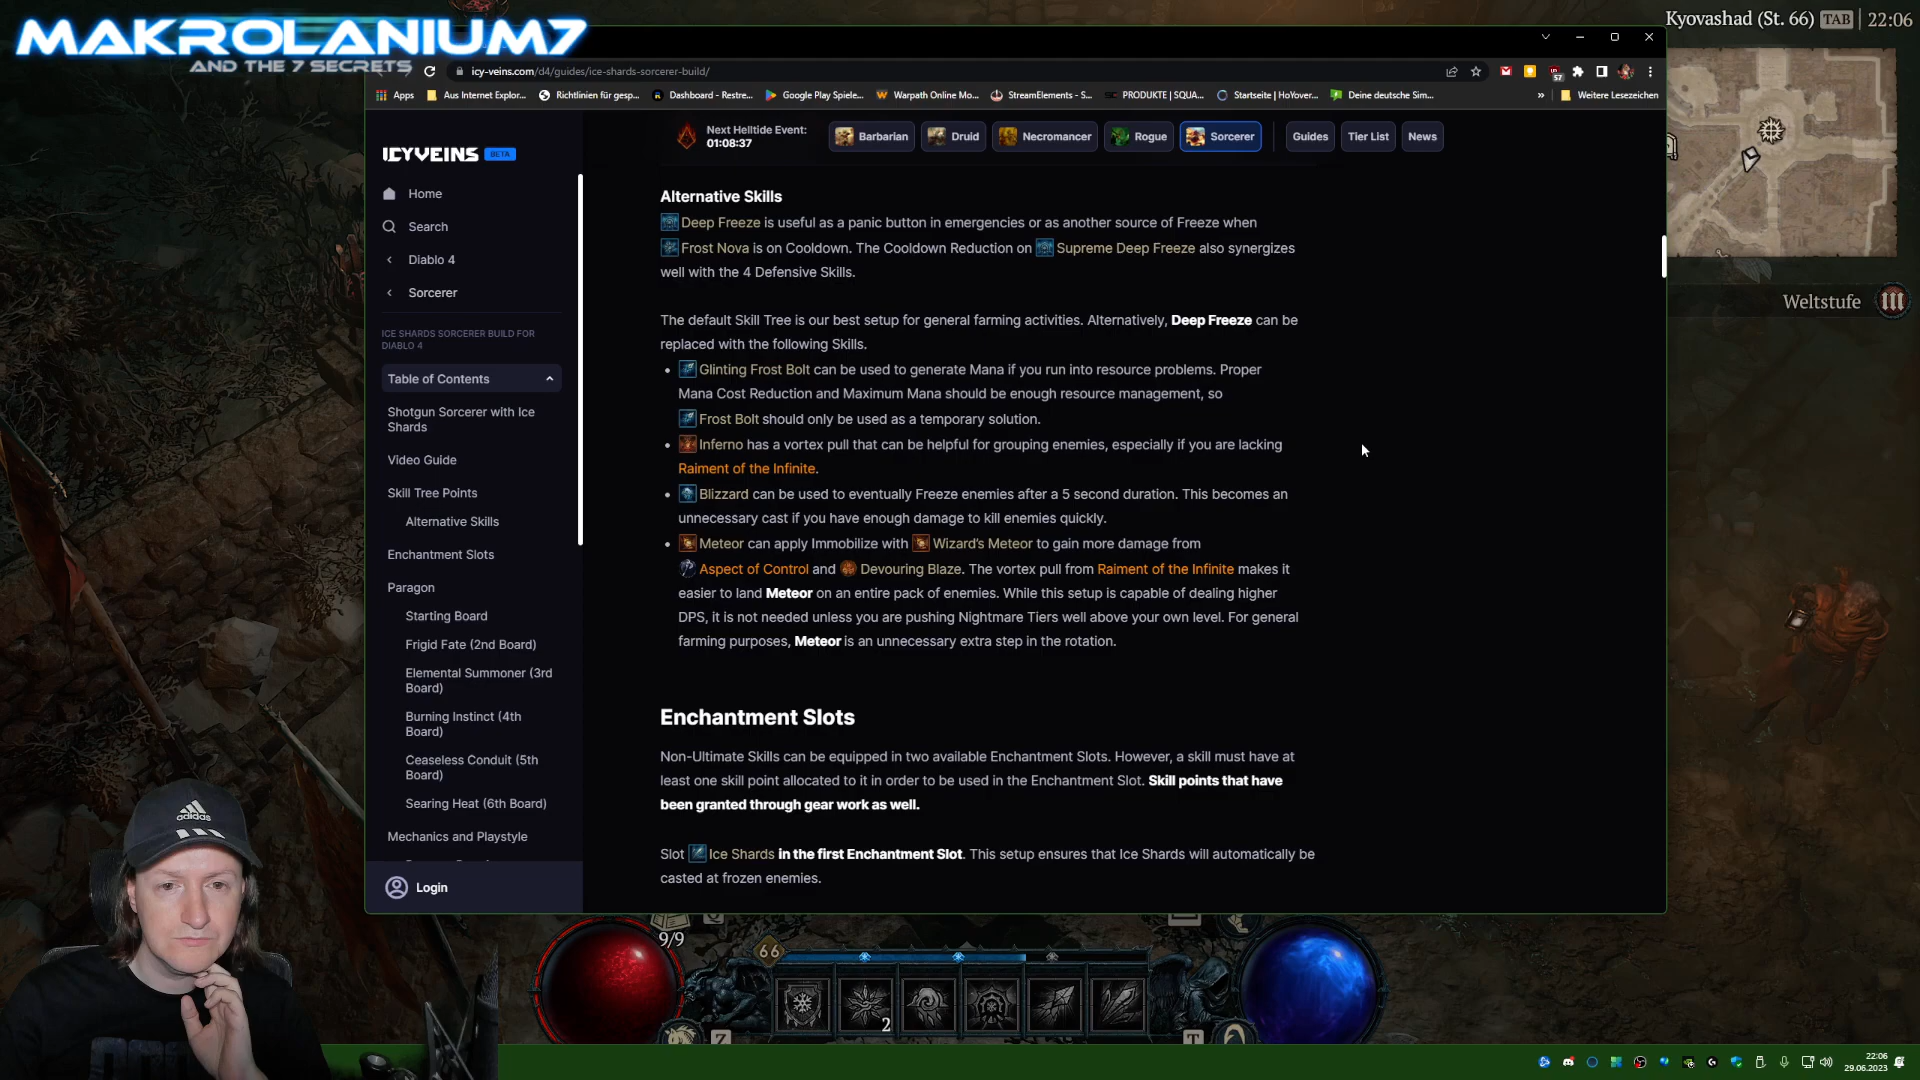 MAKROLANIUM7
AND THE 7 SECRETS
Kyovashad (St. 66) TAB 22:06
icy-veins.com/d4/guides/ice-shards-sorcerer-build/
57
Apps Aus Internet Explor... Richtlinien für gesp... Dashboard - Restre... Google Play Spiele... Warpath Online Mo... StreamElements - S... PRODUKTE | SQUA... Startseite | HoYover... Deine deutsche Sim... » Weitere Lesezeichen
Next Helltide Event:
01:08:37
Barbarian Druid Necromancer Rogue Sorcerer Guides Tier List News
ICYVEINS BETA
Home
Search
Diablo 4
Sorcerer
ICE SHARDS SORCERER BUILD FOR
DIABLO 4
Table of Contents
Shotgun Sorcerer with Ice
Shards
Video Guide
Skill Tree Points
Alternative Skills
Enchantment Slots
Paragon
Starting Board
Frigid Fate (2nd Board)
Elemental Summoner (3rd
Board)
Burning Instinct (4th
Board)
Ceaseless Conduit (5th
Board)
Searing Heat (6th Board)
Mechanics and Playstyle
Login
Alternative Skills
Deep Freeze is useful as a panic button in emergencies or as another source of Freeze when
Frost Nova is on Cooldown. The Cooldown Reduction on Supreme Deep Freeze also synergizes
well with the 4 Defensive Skills.
The default Skill Tree is our best setup for general farming activities. Alternatively, Deep Freeze can be
replaced with the following Skills.
• Glinting Frost Bolt can be used to generate Mana if you run into resource problems. Proper
Mana Cost Reduction and Maximum Mana should be enough resource management, so
Frost Bolt should only be used as a temporary solution.
• Inferno has a vortex pull that can be helpful for grouping enemies, especially if you are lacking
Raiment of the Infinite.
• Blizzard can be used to eventually Freeze enemies after a 5 second duration. This becomes an
unnecessary cast if you have enough damage to kill enemies quickly.
• Meteor can apply Immobilize with Wizard's Meteor to gain more damage from
Aspect of Control and Devouring Blaze. The vortex pull from Raiment of the Infinite makes it
easier to land Meteor on an entire pack of enemies. While this setup is capable of dealing higher
DPS, it is not needed unless you are pushing Nightmare Tiers well above your own level. For general
farming purposes, Meteor is an unnecessary extra step in the rotation.
Enchantment Slots
Non-Ultimate Skills can be equipped in two available Enchantment Slots. However, a skill must have at
least one skill point allocated to it in order to be used in the Enchantment Slot. Skill points that have
been granted through gear work as well.
Slot Ice Shards in the first Enchantment Slot. This setup ensures that Ice Shards will automatically be
casted at frozen enemies.
Weltstufe III
adidas
9/9
66
2
Z
T
22:06
29.06.2023